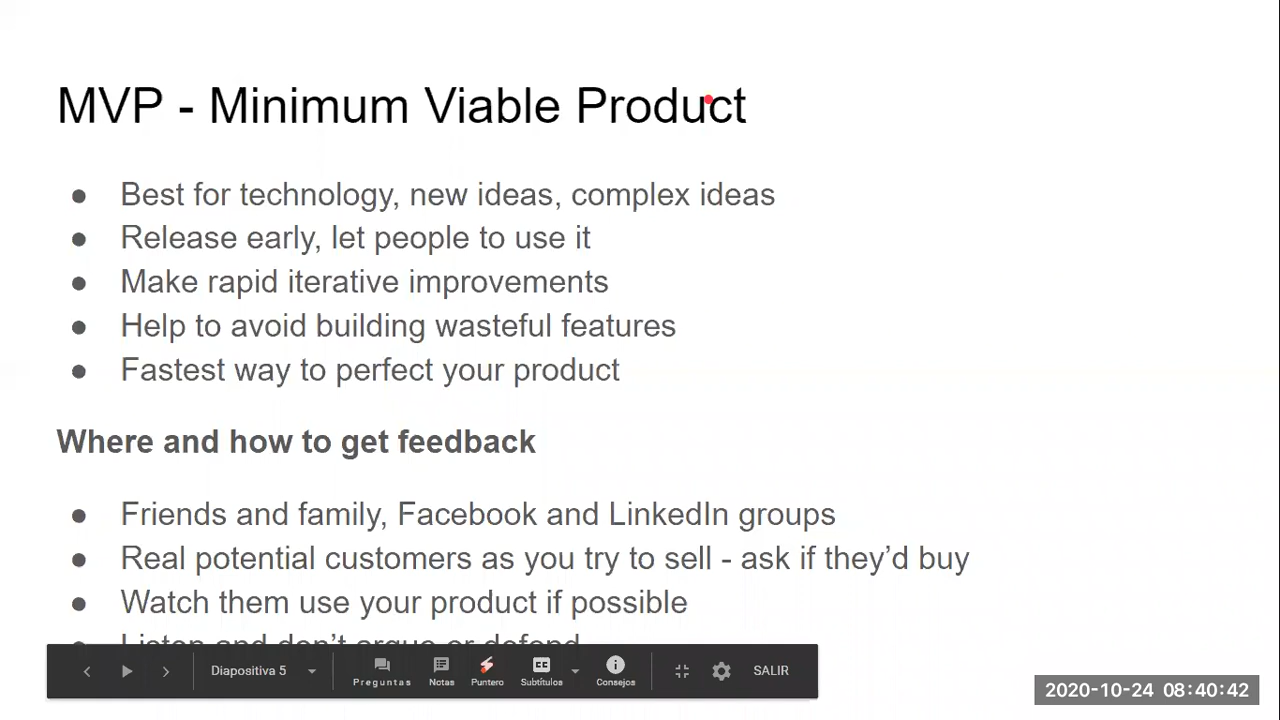 MVP - Minimum Viable Product
● Best for technology, new ideas, complex ideas
● Release early, let people to use it
● Make rapid iterative improvements
● Help to avoid building wasteful features
● Fastest way to perfect your product
Where and how to get feedback
● Friends and family, Facebook and LinkedIn groups
● Real potential customers as you try to sell - ask if they’d buy
● Watch them use your product if possible
● Listen and don’t argue or defend
Diapositiva 5 Preguntas Notas Puntero Subtítulos Consejos SALIR
2020-10-24 08:40:42